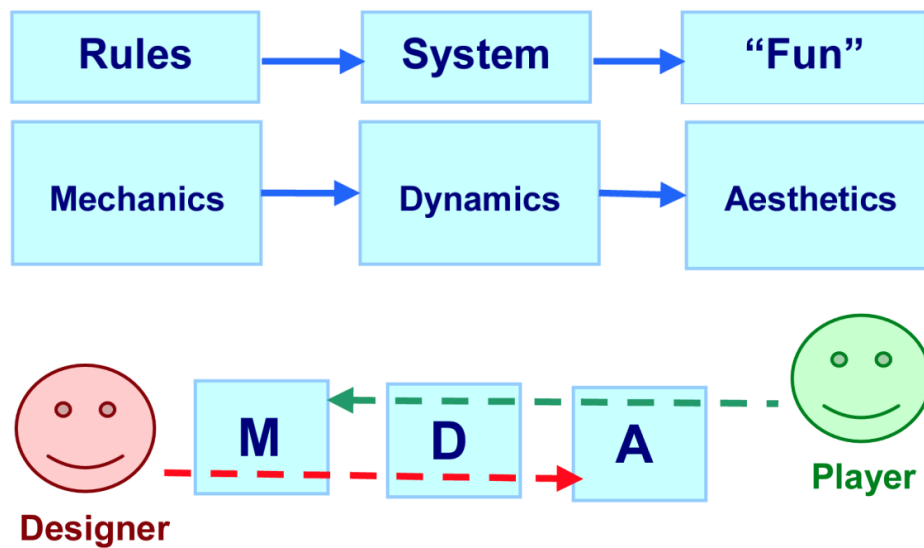 Rules
System
“Fun”
Mechanics
Dynamics
Aesthetics
M
D
A
Designer
Player